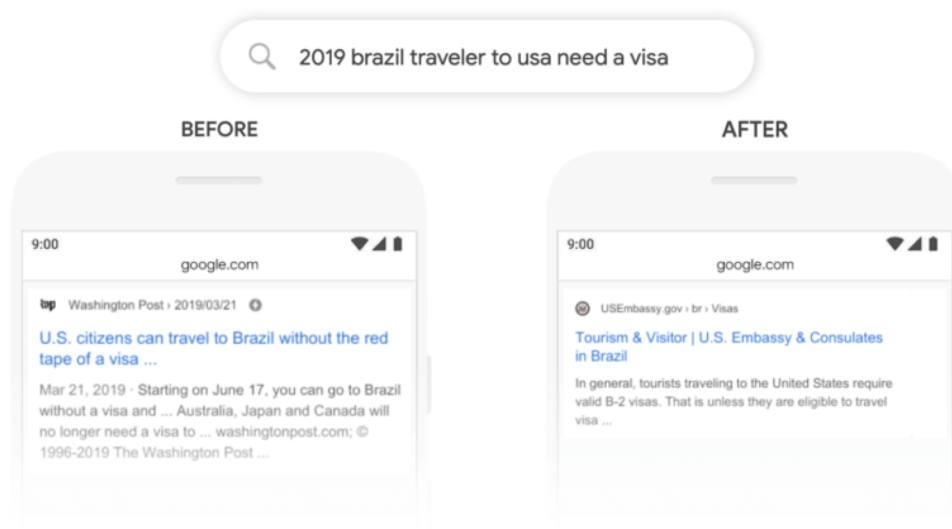 2019 brazil traveler to usa need a visa
BEFORE
9:00
google.com
wp Washington Post › 2019/03/21
U.S. citizens can travel to Brazil without the red
tape of a visa ...
Mar 21, 2019 · Starting on June 17, you can go to Brazil
without a visa and ... Australia, Japan and Canada will
no longer need a visa to ... washingtonpost.com; ©
1996-2019 The Washington Post ...
AFTER
9:00
google.com
USEmbassy.gov › br › Visas
Tourism & Visitor | U.S. Embassy & Consulates
in Brazil
In general, tourists traveling to the United States require
valid B-2 visas. That is unless they are eligible to travel
visa ...